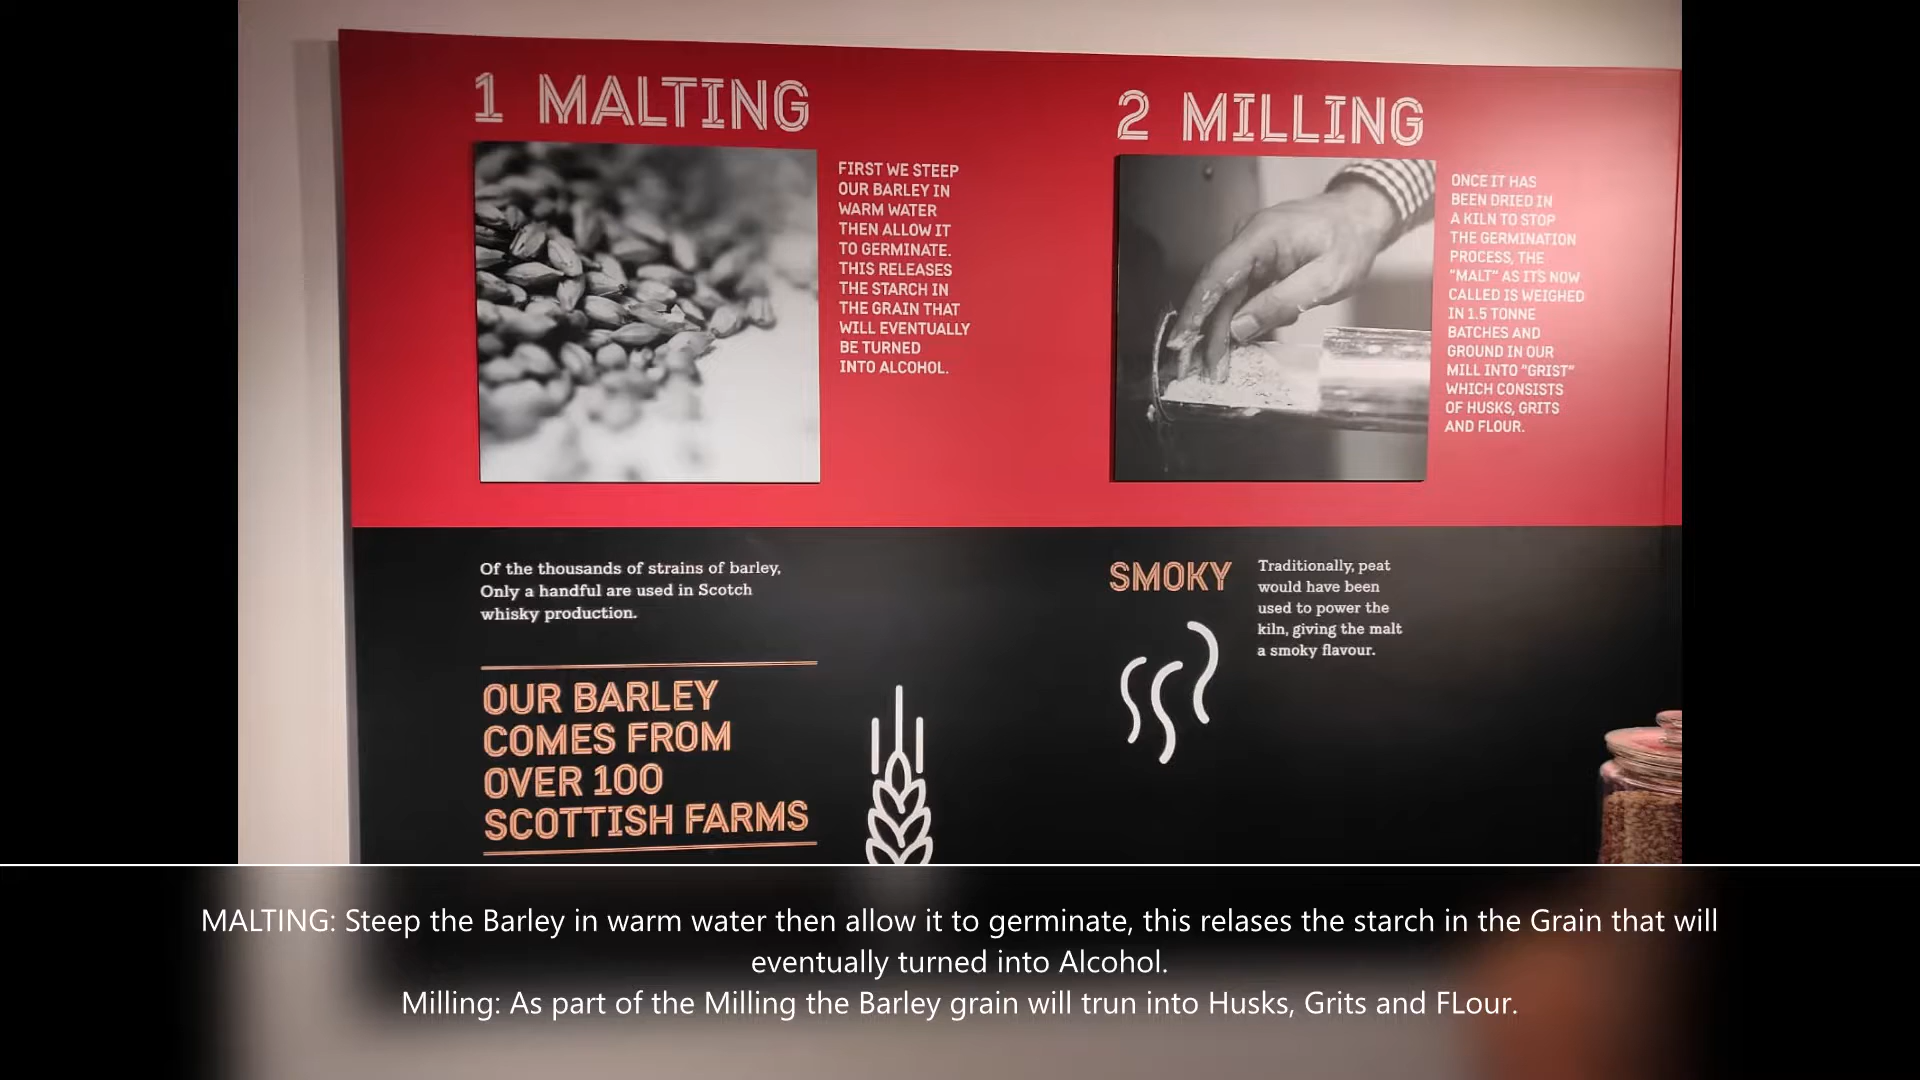 1 MALTING
FIRST WE STEEP
OUR BARLEY IN
WARM WATER
THEN ALLOW IT
TO GERMINATE.
THIS RELEASES
THE STARCH IN
THE GRAIN THAT
WILL EVENTUALLY
BE TURNED
INTO ALCOHOL.
2 MILLING
ONCE IT HAS
BEEN DRIED IN
A KILN TO STOP
THE GERMINATION
PROCESS, THE
"MALT" AS IT'S NOW
CALLED IS WEIGHED
IN 1.5 TONNE
BATCHES AND
GROUND IN OUR
MILL INTO "GRIST"
WHICH CONSISTS
OF HUSKS, GRITS
AND FLOUR.
Of the thousands of strains of barley,
Only a handful are used in Scotch
whisky production.
OUR BARLEY
COMES FROM
OVER 100
SCOTTISH FARMS
SMOKY
Traditionally, peat
would have been
used to power the
kiln, giving the malt
a smoky flavour.
MALTING: Steep the Barley in warm water then allow it to germinate, this relases the starch in the Grain that will
eventually turned into Alcohol.
Milling: As part of the Milling the Barley grain will trun into Husks, Grits and FLour.